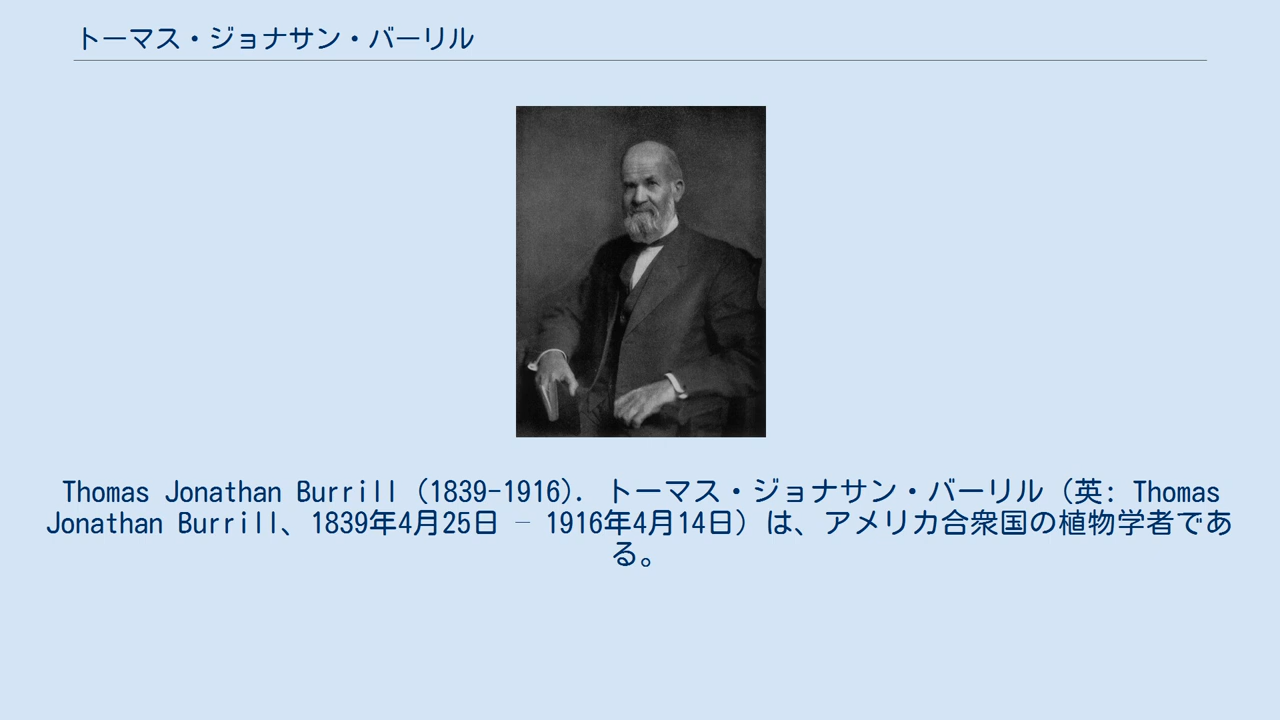 トーマス・ジョナサン・バーリル
Thomas Jonathan Burrill (1839-1916). トーマス・ジョナサン・バーリル（英: Thomas
Jonathan Burrill、1839年4月25日 – 1916年4月14日）は、アメリカ合衆国の植物学者であ
る。